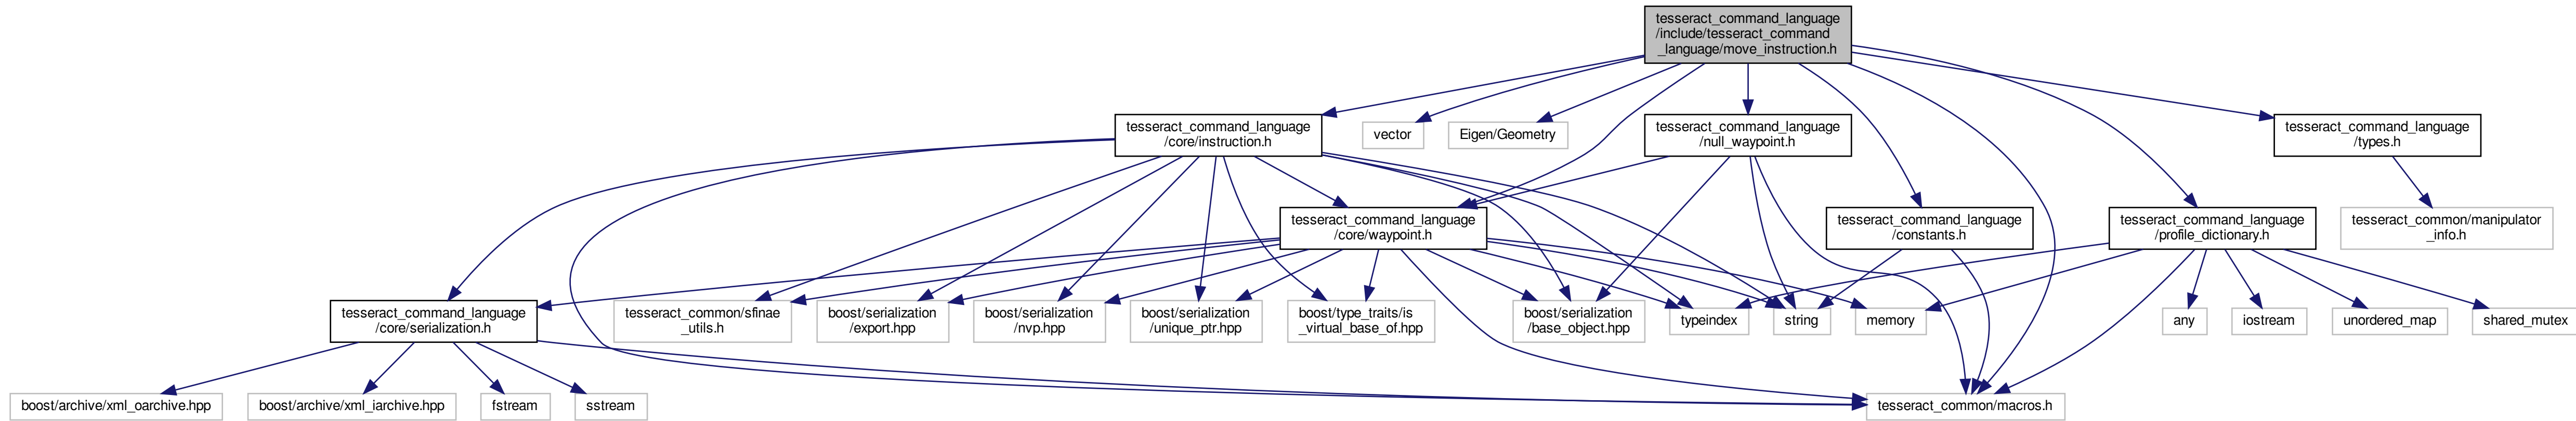 tesseract_command_language
/include/tesseract_command
_language/move_instruction.h
tesseract_command_language
/core/instruction.h
vector
Eigen/Geometry
tesseract_command_language
/null_waypoint.h
tesseract_command_language
/types.h
tesseract_command_language
/core/waypoint.h
tesseract_command_language
/constants.h
tesseract_command_language
/profile_dictionary.h
tesseract_common/manipulator
_info.h
tesseract_command_language
/core/serialization.h
tesseract_common/sfinae
_utils.h
boost/serialization
/export.hpp
boost/serialization
/nvp.hpp
boost/serialization
/unique_ptr.hpp
boost/type_traits/is
_virtual_base_of.hpp
boost/serialization
/base_object.hpp
typeindex
string
memory
any
iostream
unordered_map
shared_mutex
boost/archive/xml_oarchive.hpp
boost/archive/xml_iarchive.hpp
fstream
sstream
tesseract_common/macros.h